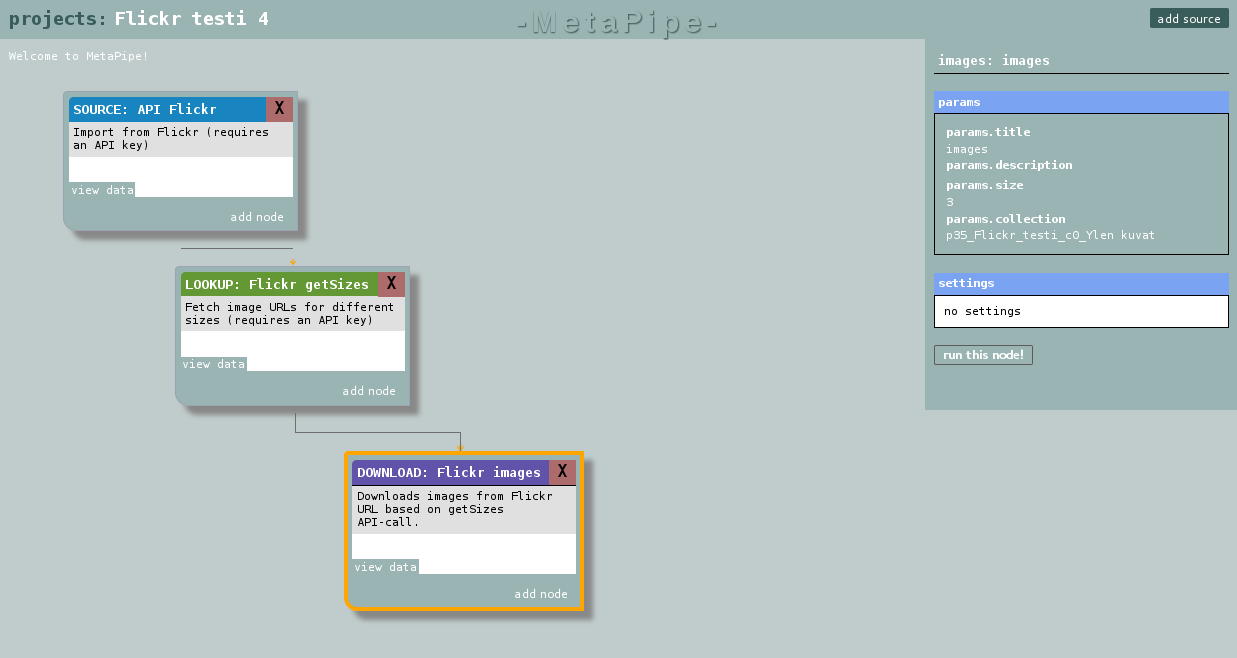 projects: Flickr testi 4
-MetaPipe-
add source
Welcome to MetaPipe!
SOURCE: API Flickr
X
Import from Flickr (requires
an API key)
view data
add node
LOOKUP: Flickr getSizes
X
Fetch image URLs for different
sizes (requires an API key)
view data
add node
DOWNLOAD: Flickr images
X
Downloads images from Flickr
URL based on getSizes
API-call.
view data
add node
images: images
params
params.title
images
params.description
params.size
3
params.collection
p35_Flickr_testi_c0_Ylen kuvat
settings
no settings
run this node!